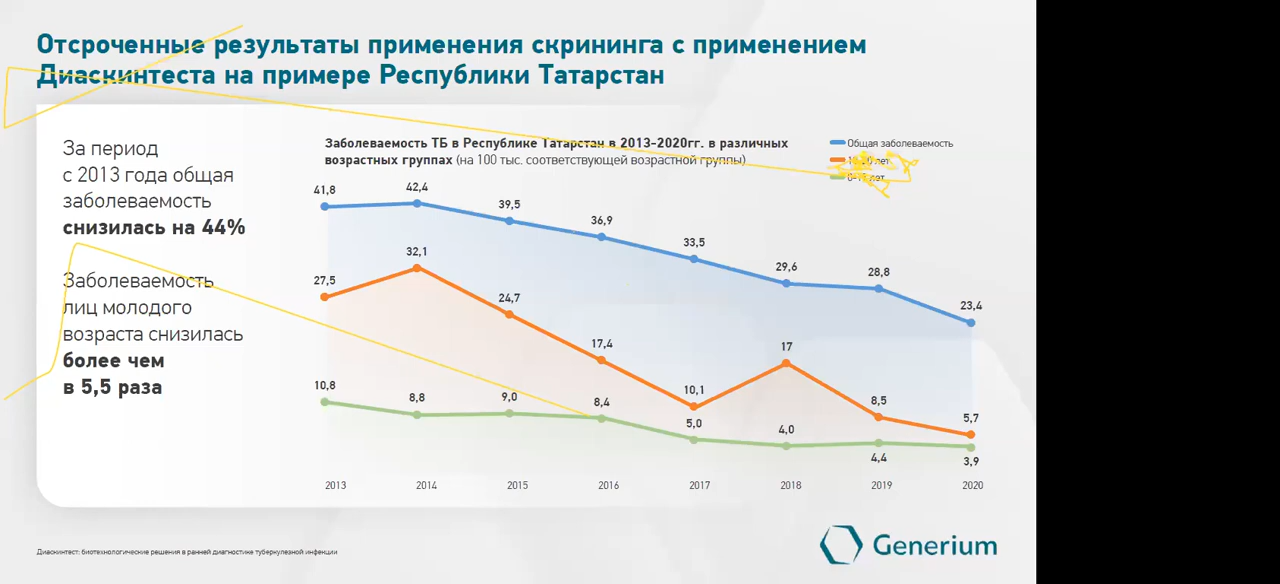 Отсроченные результаты применения скрининга с применением
Диаскинтеста на примере Республики Татарстан
За период
с 2013 года общая
заболеваемость
снизилась на 44%
Заболеваемость
лиц молодого
возраста снизилась
более чем
в 5,5 раза
Заболеваемость ТБ в Республике Татарстан в 2013-2020гг. в различных
возрастных группах (на 100 тыс. соответствующей возрастной группы)
Общая заболеваемость
лет
лет
41,8
42,4
39,5
36,9
33,5
29,6
28,8
23,4
27,5
32,1
24,7
17,4
10,1
17
8,5
5,7
10,8
8,8
9,0
8,4
5,0
4,0
4,4
3,9
2013 2014 2015 2016 2017 2018 2019 2020
Диаскинтест: биотехнологические решения в ранней диагностике туберкулезной инфекции
Generium